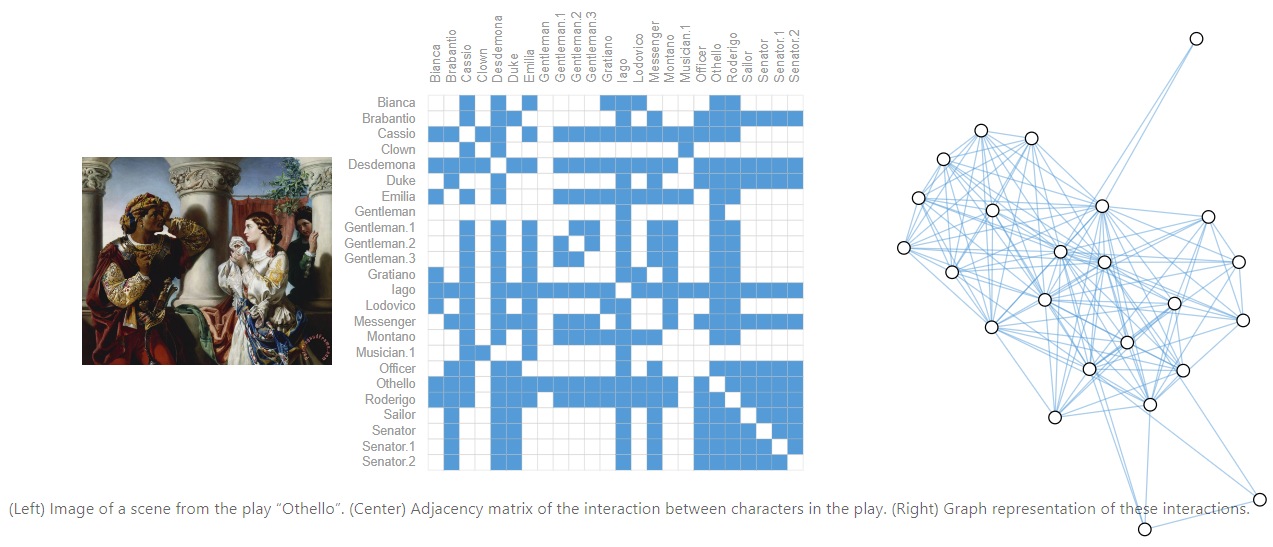 Bianca
Brabantio
Cassio
Clown
Desdemona
Duke
Emilia
Gentleman
Gentleman.1
Gentleman.2
Gentleman.3
Gratiano
Iago
Lodovico
Messenger
Montano
Musician.1
Officer
Othello
Roderigo
Sailor
Senator
Senator.1
Senator.2
Bianca
Brabantio
Cassio
Clown
Desdemona
Duke
Emilia
Gentleman
Gentleman.1
Gentleman.2
Gentleman.3
Gratiano
Iago
Lodovico
Messenger
Montano
Musician.1
Officer
Othello
Roderigo
Sailor
Senator
Senator.1
Senator.2
(Left) Image of a scene from the play “Othello”. (Center) Adjacency matrix of the interaction between characters in the play. (Right) Graph representation of these interactions.